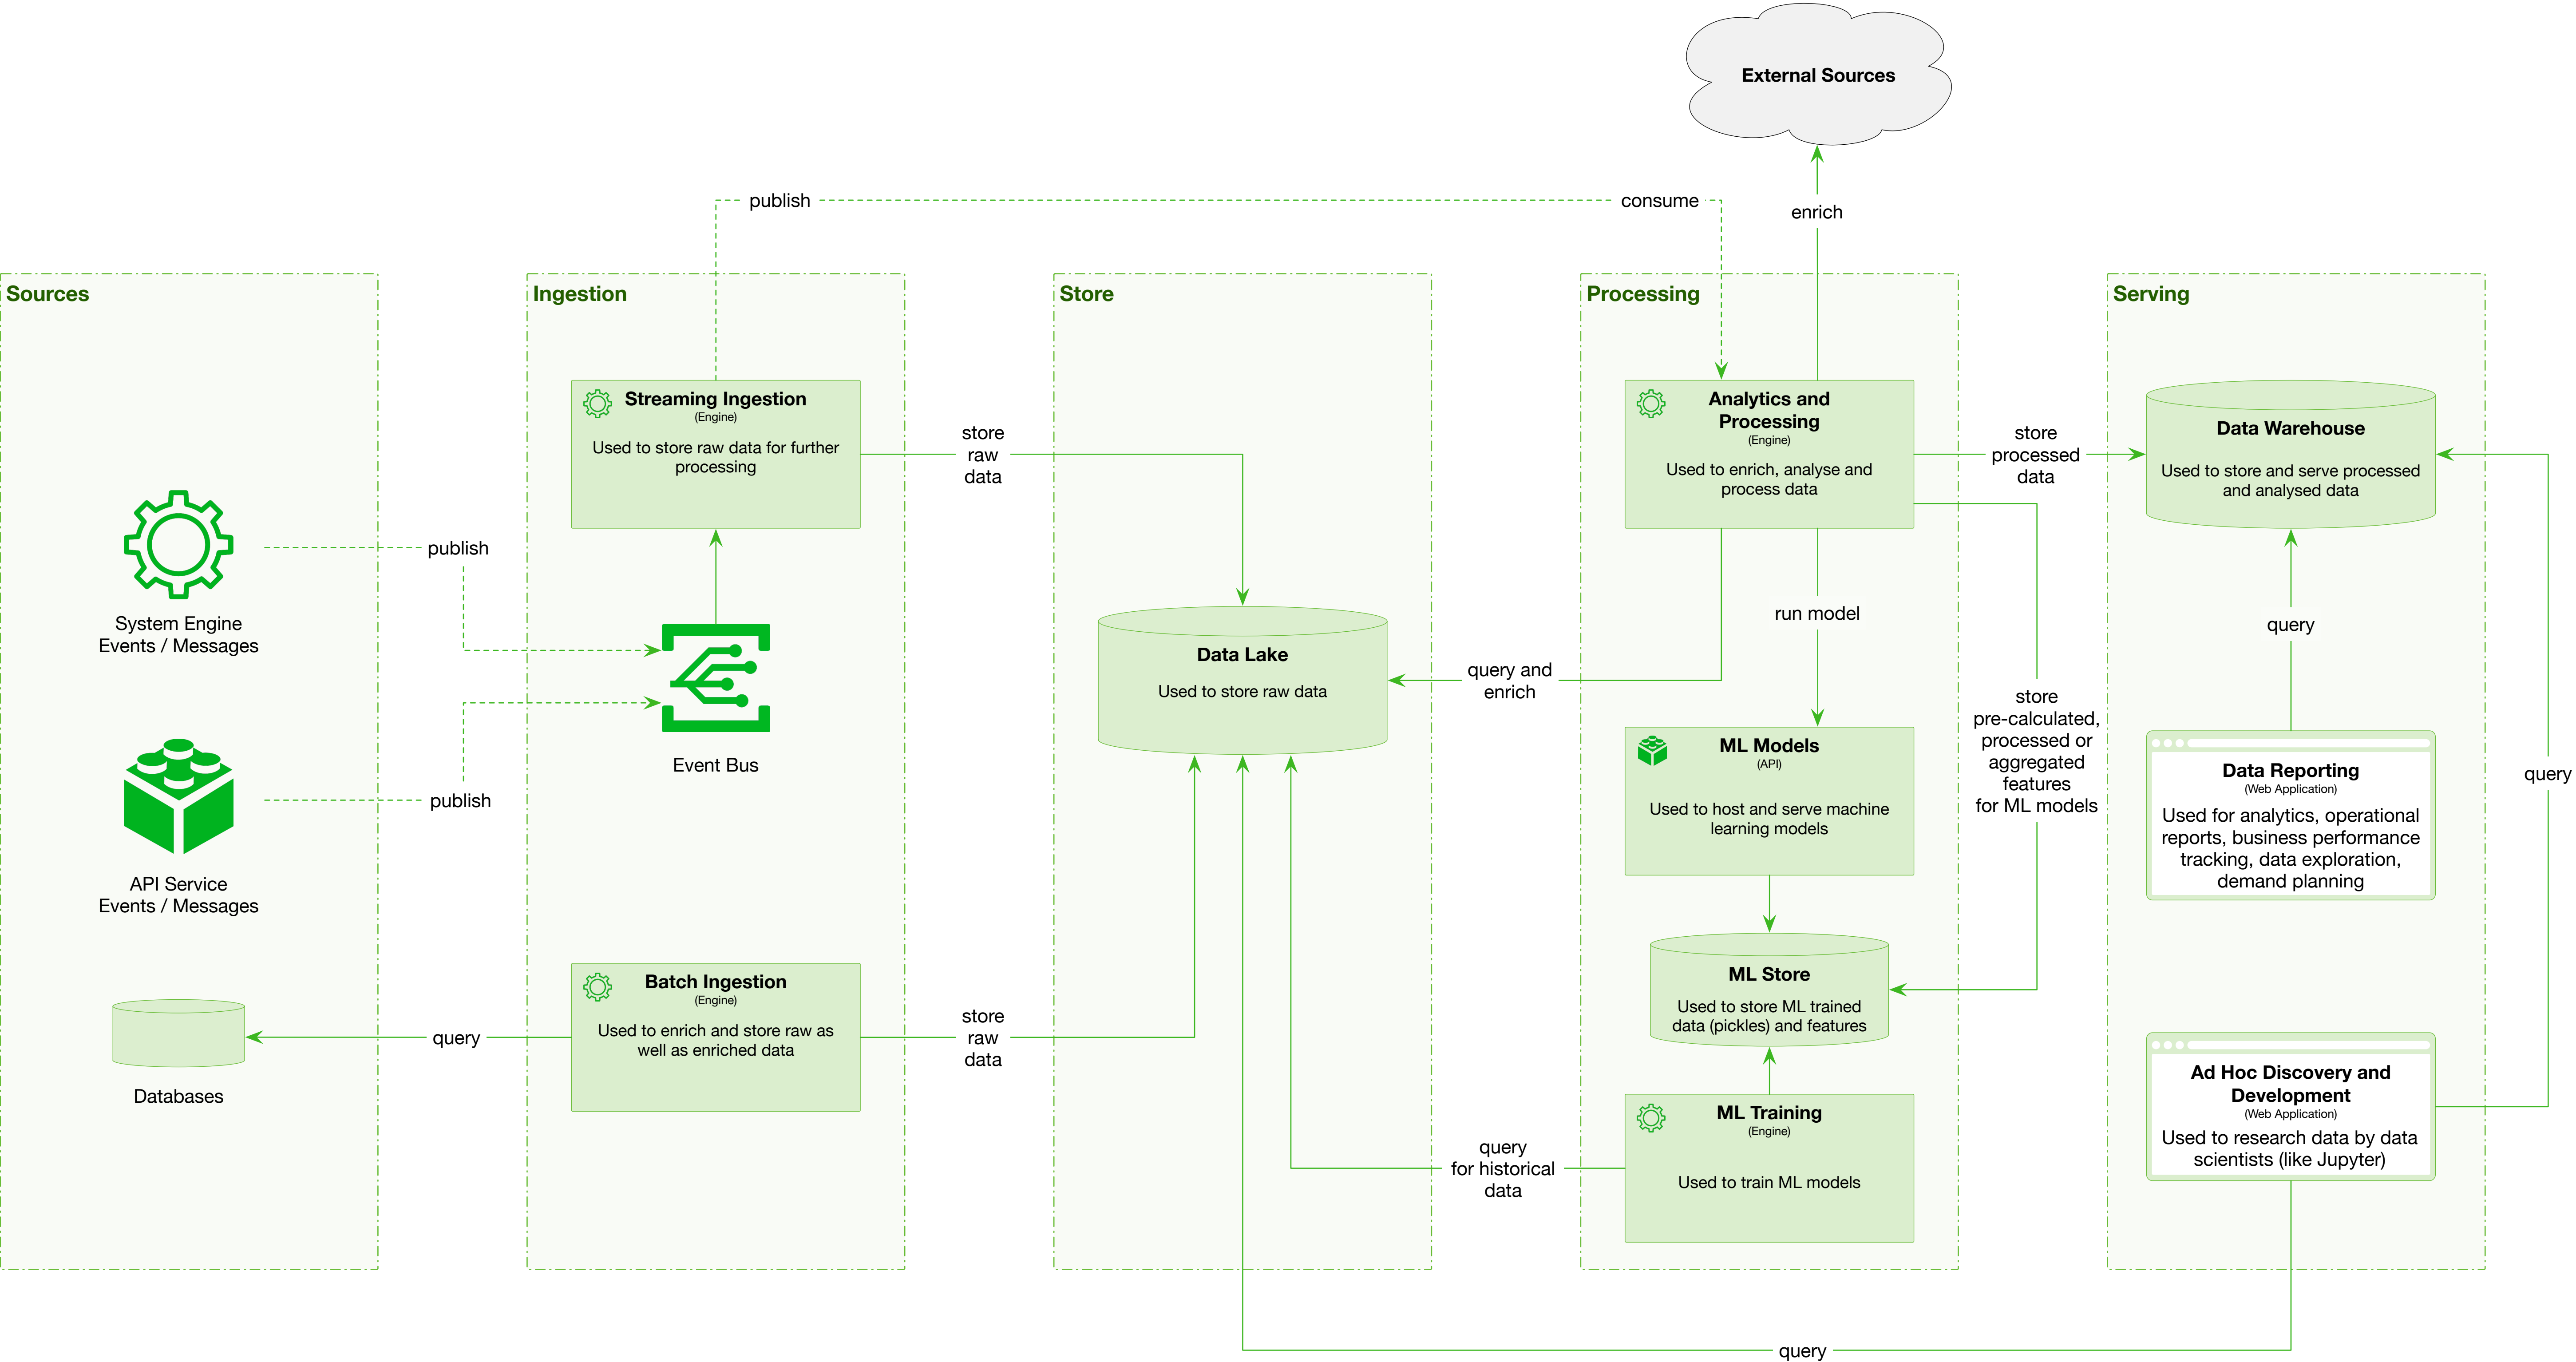 External Sources
publish
consume
enrich
Sources
System Engine
Events / Messages
API Service
Events / Messages
Databases
publish
publish
query
Ingestion
Streaming Ingestion
(Engine)
Used to store raw data for further
processing
Event Bus
Batch Ingestion
(Engine)
Used to enrich and store raw as
well as enriched data
store
raw
data
store
raw
data
Store
Data Lake
Used to store raw data
query and
enrich
query
for historical
data
Processing
Analytics and
Processing
(Engine)
Used to enrich, analyse and
process data
run model
ML Models
(API)
Used to host and serve machine
learning models
ML Store
Used to store ML trained
data (pickles) and features
ML Training
(Engine)
Used to train ML models
store
processed
data
store
pre-calculated,
processed or
aggregated
features
for ML models
Serving
Data Warehouse
Used to store and serve processed
and analysed data
query
Data Reporting
(Web Application)
Used for analytics, operational
reports, business performance
tracking, data exploration,
demand planning
Ad Hoc Discovery and
Development
(Web Application)
Used to research data by data
scientists (like Jupyter)
query
query